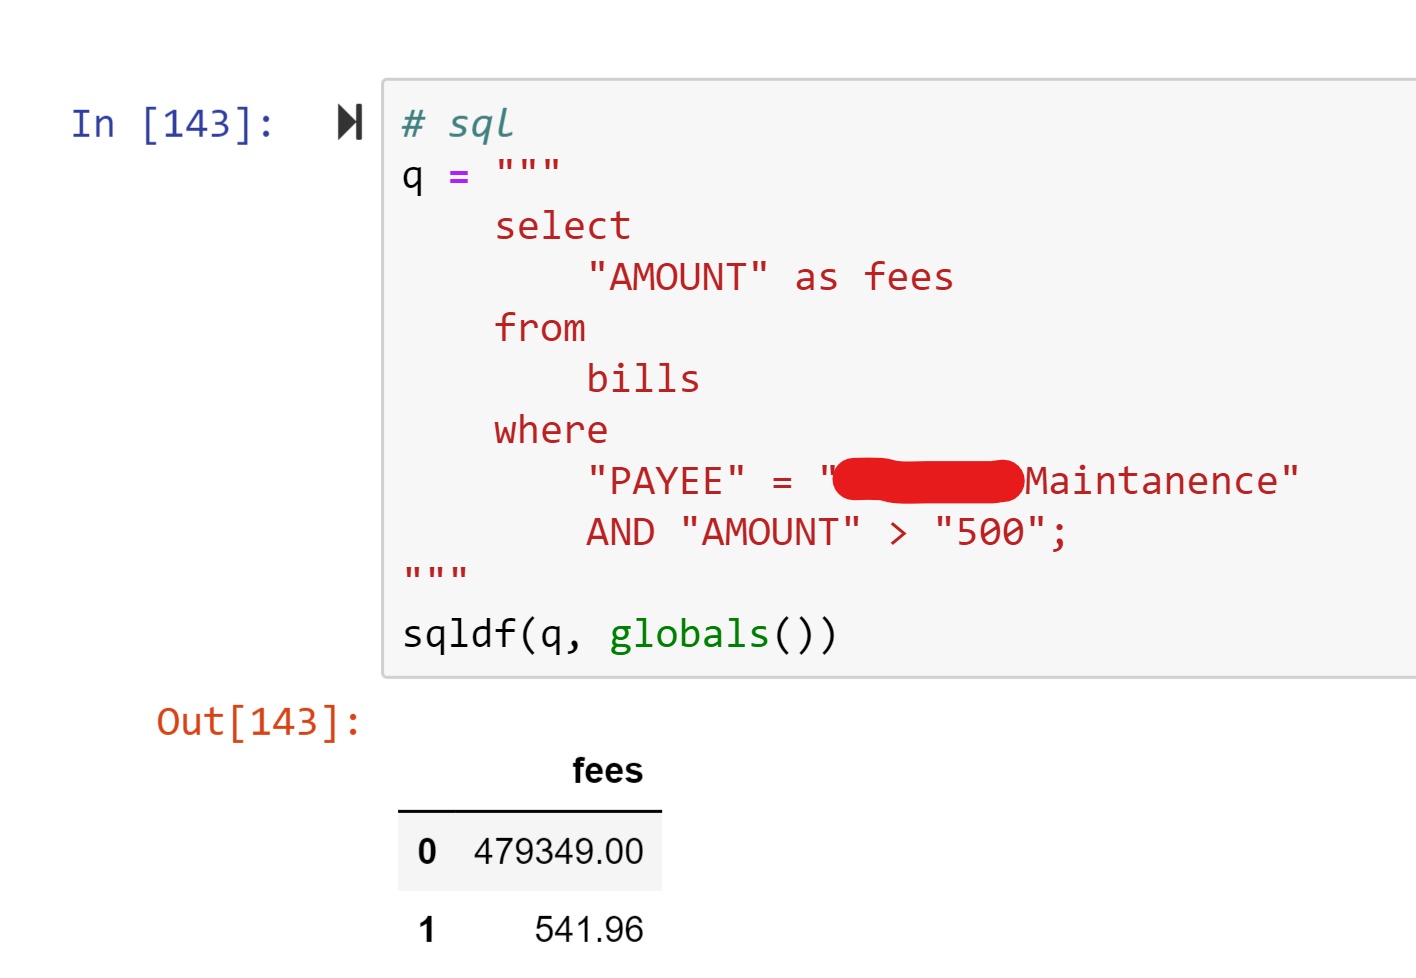 In [143]:
# sql
q = """
select
"AMOUNT" as fees
from
bills
where
"PAYEE" = "Maintanence"
AND "AMOUNT" > "500";
"""
sqldf(q, globals())
Out[143]:
fees
0 479349.00
1 541.96